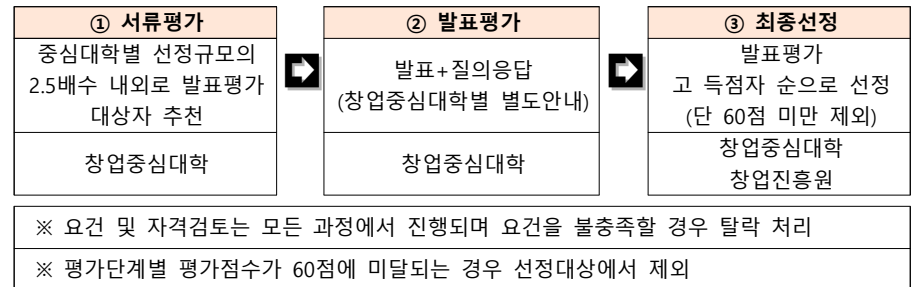 ① 서류평가
중심대학별 선정규모의
2.5배수 내외로 발표평가
대상자 추천
창업중심대학
② 발표평가
발표+질의응답
(창업중심대학별 별도안내)
창업중심대학
③ 최종선정
발표평가
고 득점자 순으로 선정
(단 60점 미만 제외)
창업중심대학
창업진흥원
※ 요건 및 자격검토는 모든 과정에서 진행되며 요건을 불충족할 경우 탈락 처리
※ 평가단계별 평가점수가 60점에 미달되는 경우 선정대상에서 제외